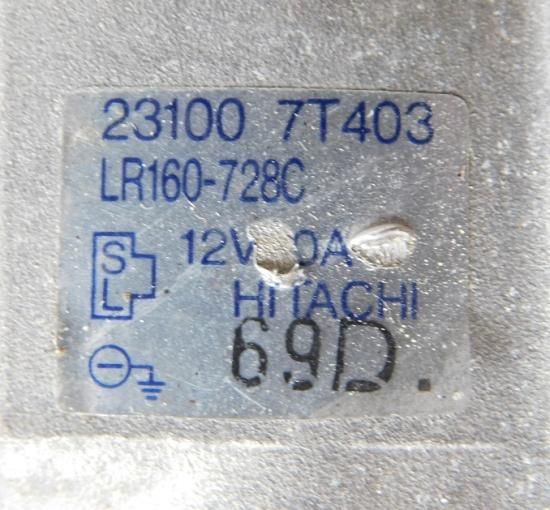 23100 7T403
LR160-728C
S 12V 0A
L HITACHI
69D.